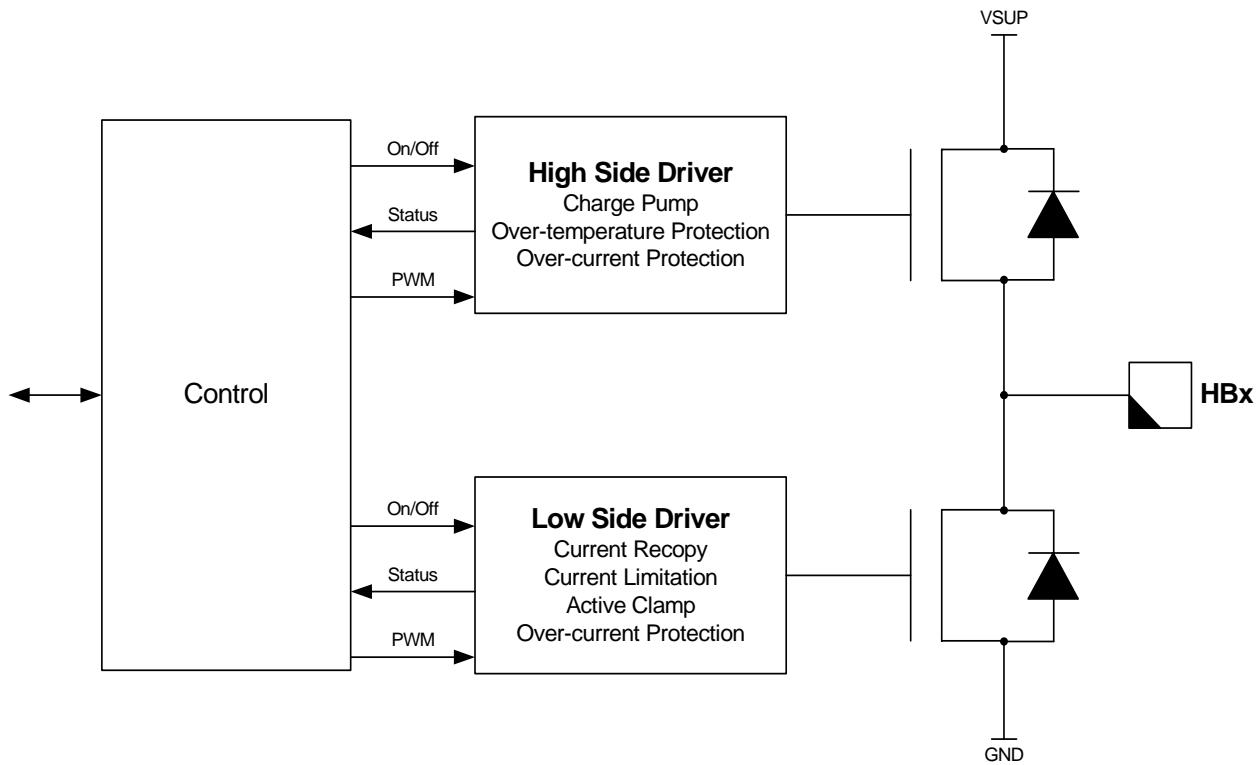 VSUP
On/Off
Status
PWM
High Side Driver
Charge Pump
Over-temperature Protection
Over-current Protection
Control
HBx
On/Off
Status
PWM
Low Side Driver
Current Recopy
Current Limitation
Active Clamp
Over-current Protection
GND